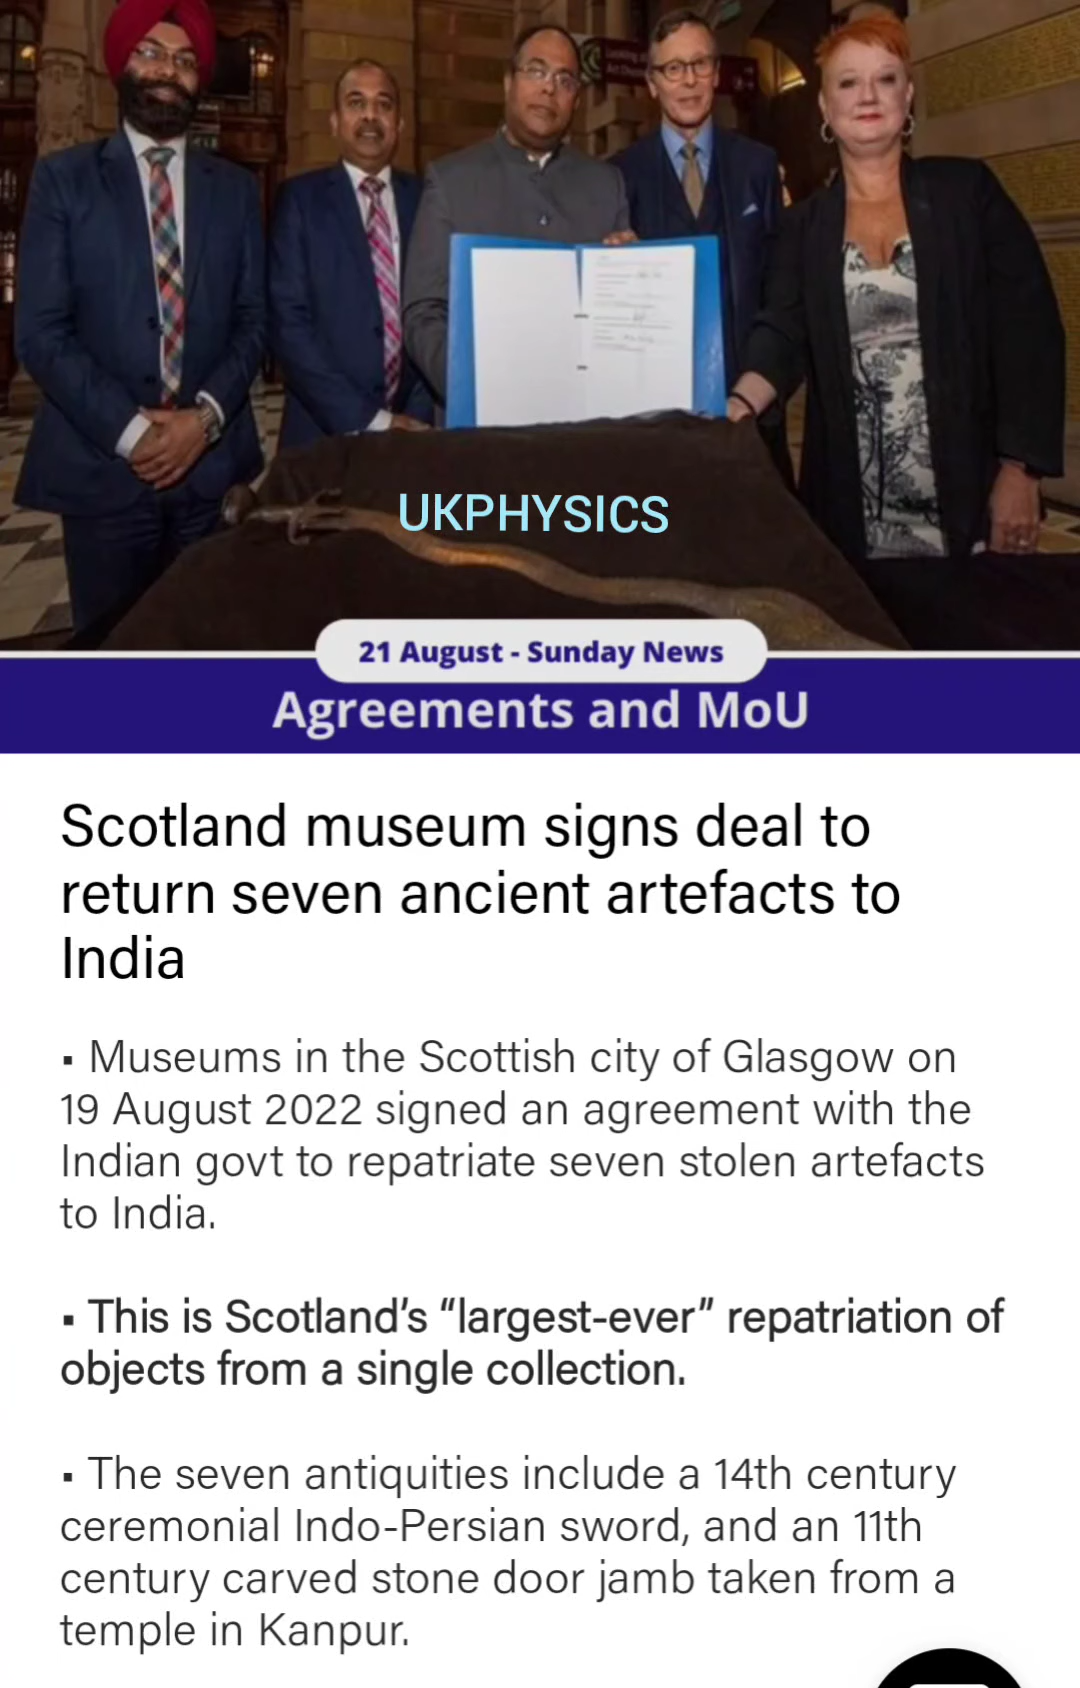 UKPHYSICS
21 August - Sunday News
Agreements and MoU
Scotland museum signs deal to
return seven ancient artefacts to
India
▪ Museums in the Scottish city of Glasgow on
19 August 2022 signed an agreement with the
Indian govt to repatriate seven stolen artefacts
to India.
▪ This is Scotland’s “largest-ever” repatriation of
objects from a single collection.
▪ The seven antiquities include a 14th century
ceremonial Indo-Persian sword, and an 11th
century carved stone door jamb taken from a
temple in Kanpur.